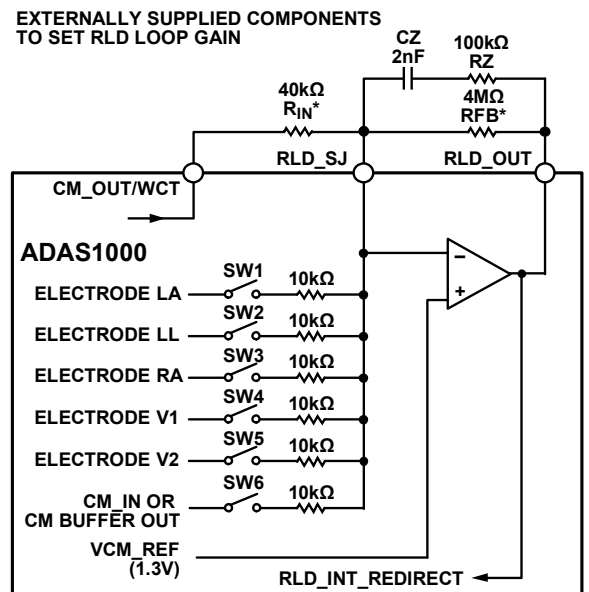 EXTERNALLY SUPPLIED COMPONENTS
TO SET RLD LOOP GAIN
CZ
2nF
100kΩ
RZ
40kΩ
RIN*
4MΩ
RFB*
RLD_SJ
RLD_OUT
CM_OUT/WCT
ADAS1000
SW1
ELECTRODE LA
10kΩ
SW2
ELECTRODE LL
10kΩ
SW3
ELECTRODE RA
10kΩ
SW4
ELECTRODE V1
10kΩ
SW5
ELECTRODE V2
10kΩ
SW6
CM_IN OR
CM BUFFER OUT
10kΩ
–
+
VCM_REF
(1.3V)
RLD_INT_REDIRECT